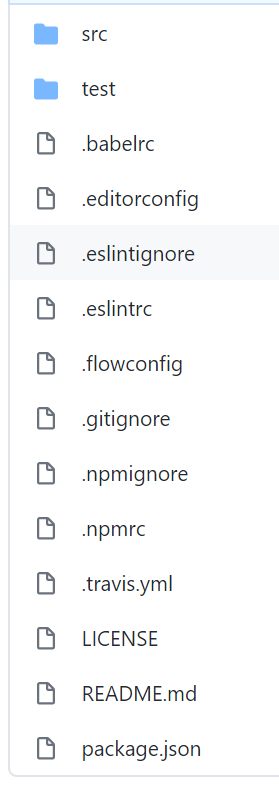 src
test
.babelrc
.editorconfig
.eslintignore
.eslintrc
.flowconfig
.gitignore
.npmignore
.npmrc
.travis.yml
LICENSE
README.md
package.json